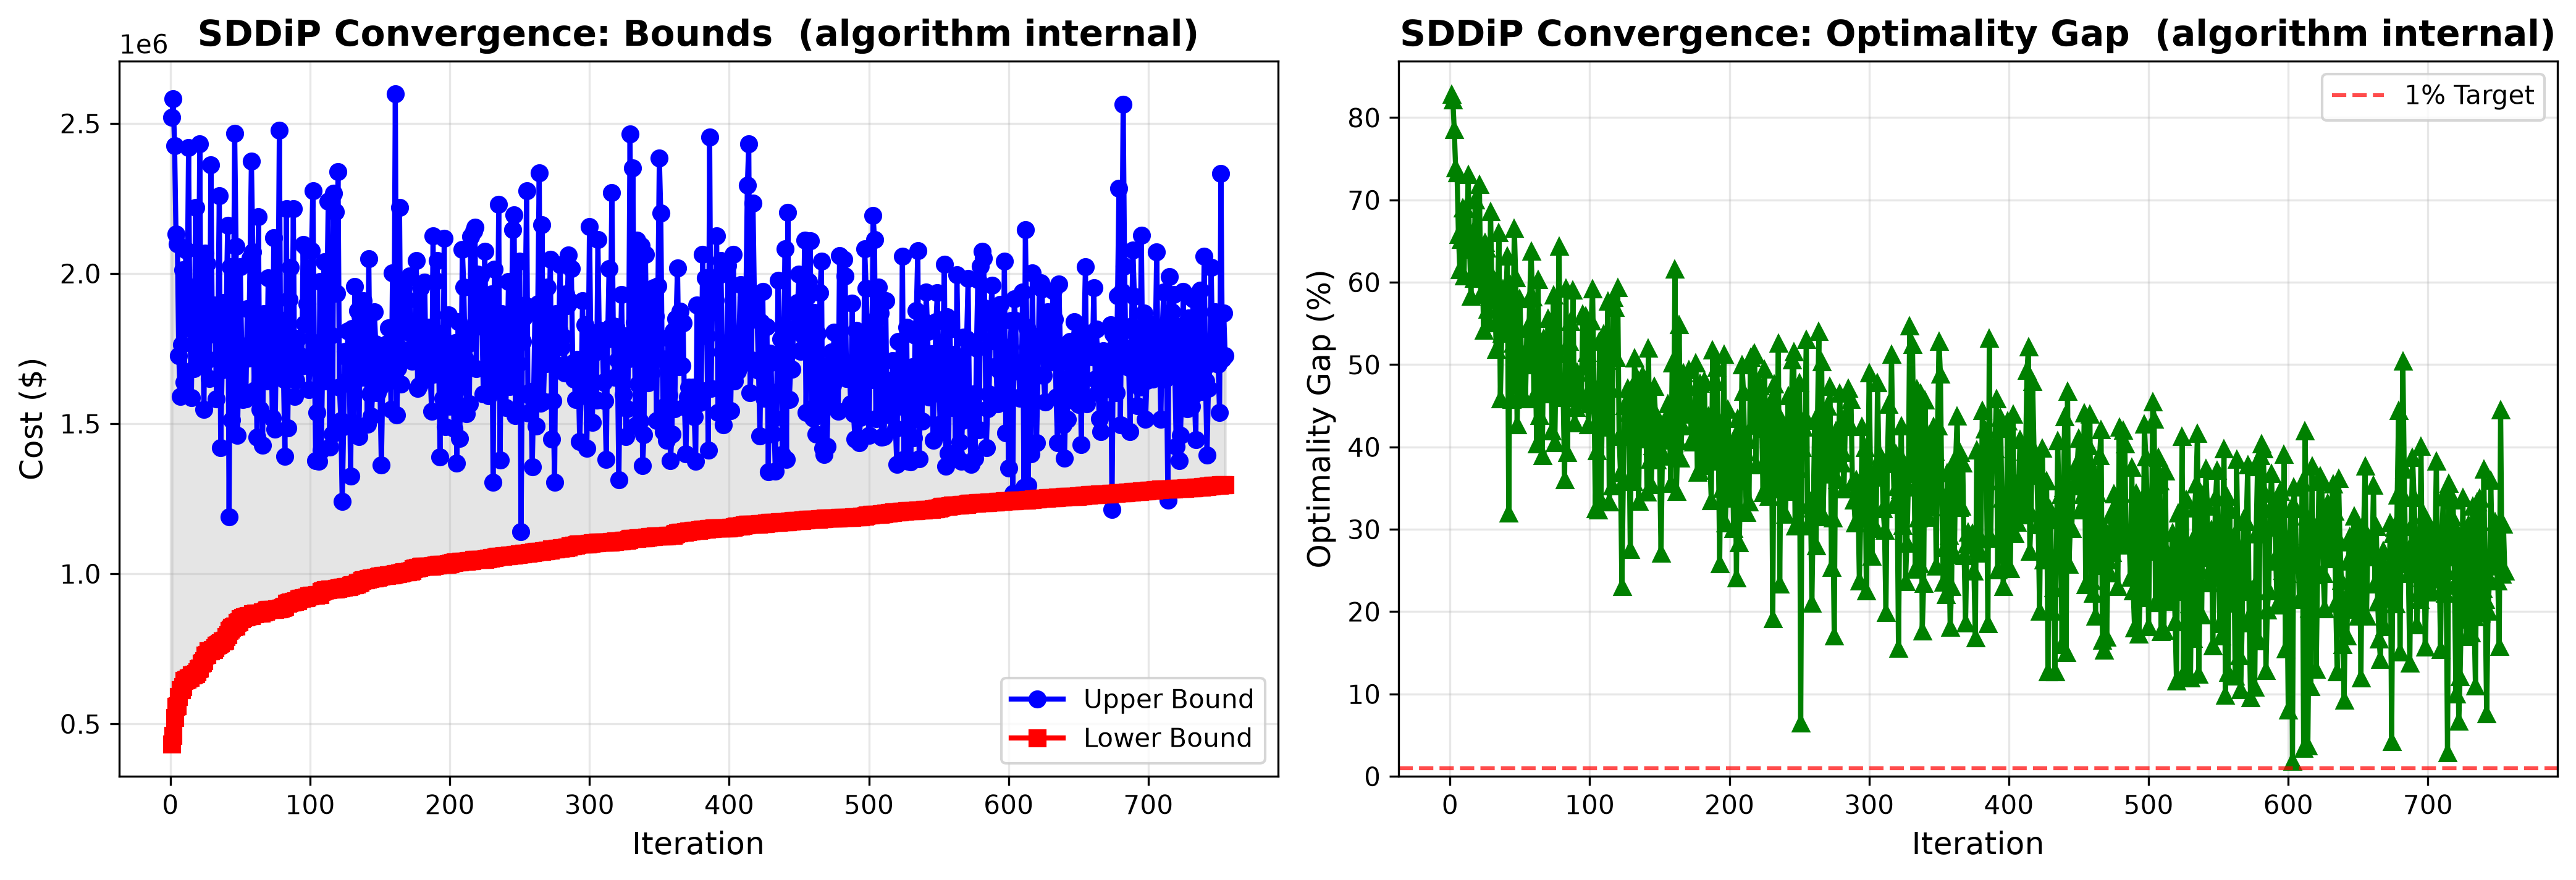 SDDiP Convergence: Bounds  (algorithm internal)
1e6
2.5
2.0
1.5
1.0
0.5
Cost ($)
0 100 200 300 400 500 600 700
Iteration
Upper Bound
Lower Bound
SDDiP Convergence: Optimality Gap  (algorithm internal)
80
70
60
50
40
30
20
10
0
Optimality Gap (%)
0 100 200 300 400 500 600 700
Iteration
1% Target